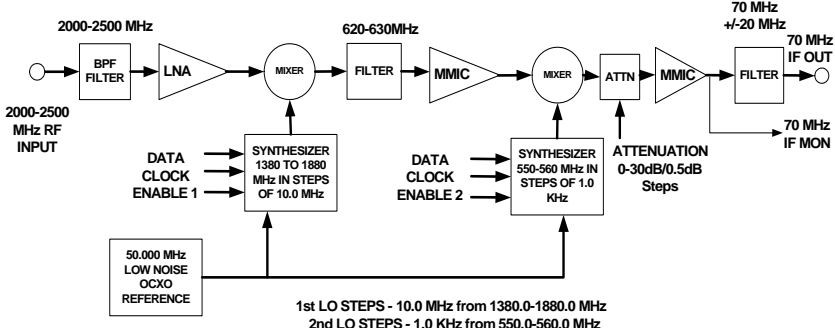 2000-2500 MHz
620-630MHz
70 MHz
+/-20 MHz
70 MHz
IF OUT
BPF
FILTER
LNA
MIXER
FILTER
MMIC
MIXER
ATTN
MMIC
FILTER
2000-2500
MHz RF
INPUT
70 MHz
IF MON
DATA
CLOCK
ENABLE 1
SYNTHESIZER
1380 TO 1880
MHz IN STEPS
OF 10.0 MHz
DATA
CLOCK
ENABLE 2
SYNTHESIZER
550-560 MHz IN
STEPS OF 1.0
KHz
ATTENUATION
0-30dB/0.5dB
Steps
50.000 MHz
LOW NOISE
OCXO
REFERENCE
1st LO STEPS - 10.0 MHz from 1380.0-1880.0 MHz
2nd LO STEPS - 1.0 KHz from 550.0-560.0 MHz